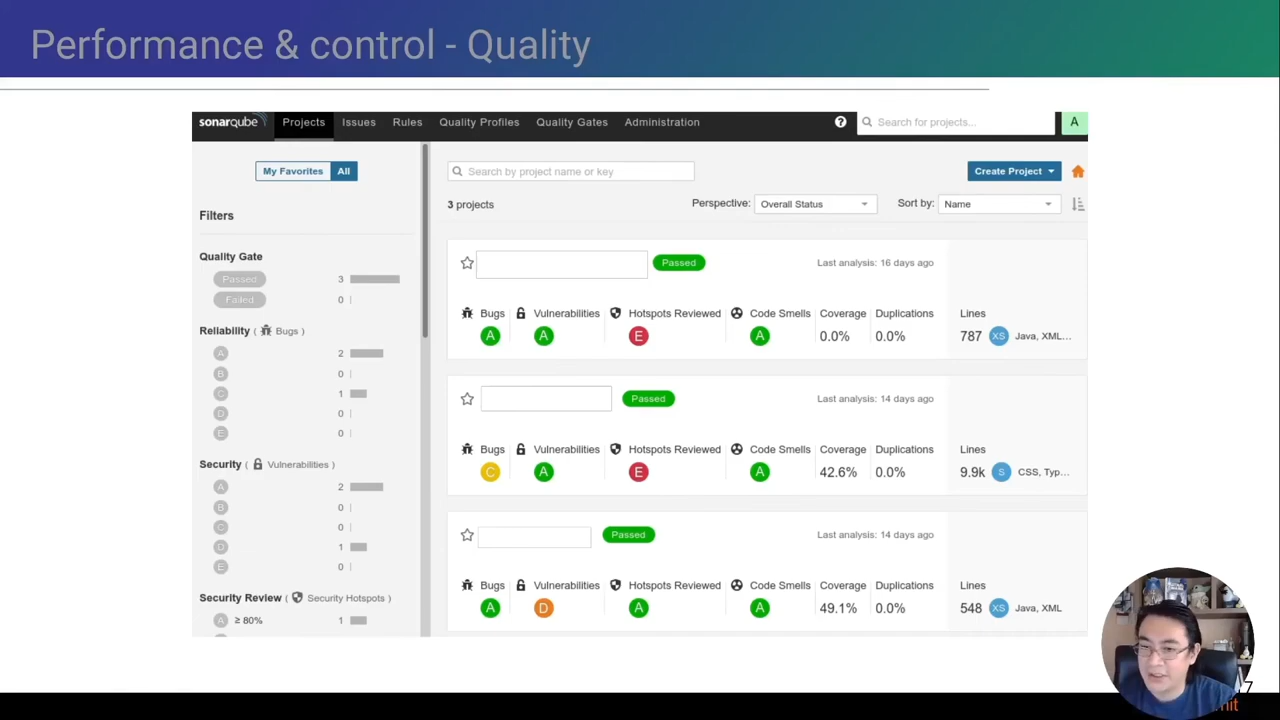 Performance & control - Quality
sonarqube Projects Issues Rules Quality Profiles Quality Gates Administration ? Search for projects... A
My Favorites All
Search by project name or key
Create Project
3 projects
Perspective: Overall Status
Sort by: Name
Filters
Quality Gate
Passed 3
Failed 0
Reliability ( Bugs )
A 2
B 0
C 1
D 0
E 0
Security ( Vulnerabilities )
A 2
B 0
C 0
D 1
E 0
Security Review ( Security Hotspots )
A ≥ 80% 1
Passed
Last analysis: 16 days ago
Bugs Vulnerabilities Hotspots Reviewed Code Smells Coverage Duplications Lines
A A E A 0.0% 0.0% 787 XS Java, XML...
Passed
Last analysis: 14 days ago
Bugs Vulnerabilities Hotspots Reviewed Code Smells Coverage Duplications Lines
C A E A 42.6% 0.0% 9.9k S CSS, Typ...
Passed
Last analysis: 14 days ago
Bugs Vulnerabilities Hotspots Reviewed Code Smells Coverage Duplications Lines
A D A A 49.1% 0.0% 548 XS Java, XML